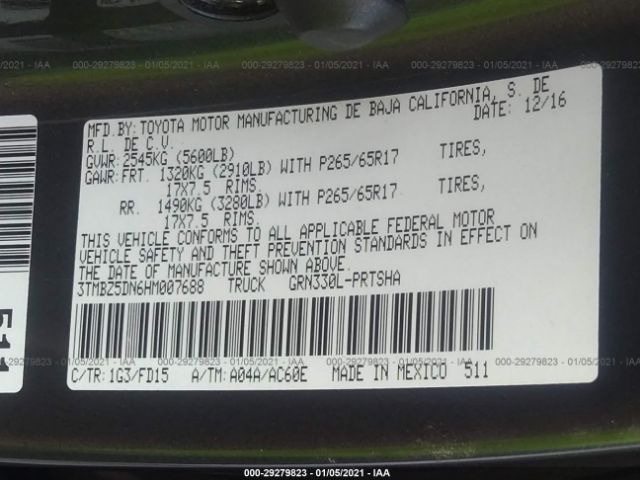 000-29279823 - 01/05/2021 - IAA
MFD.BY:TOYOTA MOTOR MANUFACTURING DE BAJA CALIFORNIA, S. DE
R.L. DE C.V. DATE: 12/16
GVWR:2545KG (5600LB)
GAWR:FRT. 1320KG (2910LB) WITH P265/65R17 TIRES,
17X7.5 RIMS.
RR. 1490KG (3280LB) WITH P265/65R17 TIRES,
17X7.5 RIMS.
THIS VEHICLE CONFORMS TO ALL APPLICABLE FEDERAL MOTOR
VEHICLE SAFETY AND THEFT PREVENTION STANDARDS IN EFFECT ON
THE DATE OF MANUFACTURE SHOWN ABOVE.
3TMBZ5DN6HM007688 TRUCK GRN330L-PRTSHA
C/TR:1G3/FD15 A/TM:A04A/AC60E MADE IN MEXICO 511
511
000-29279823 - 01/05/2021 - IAA